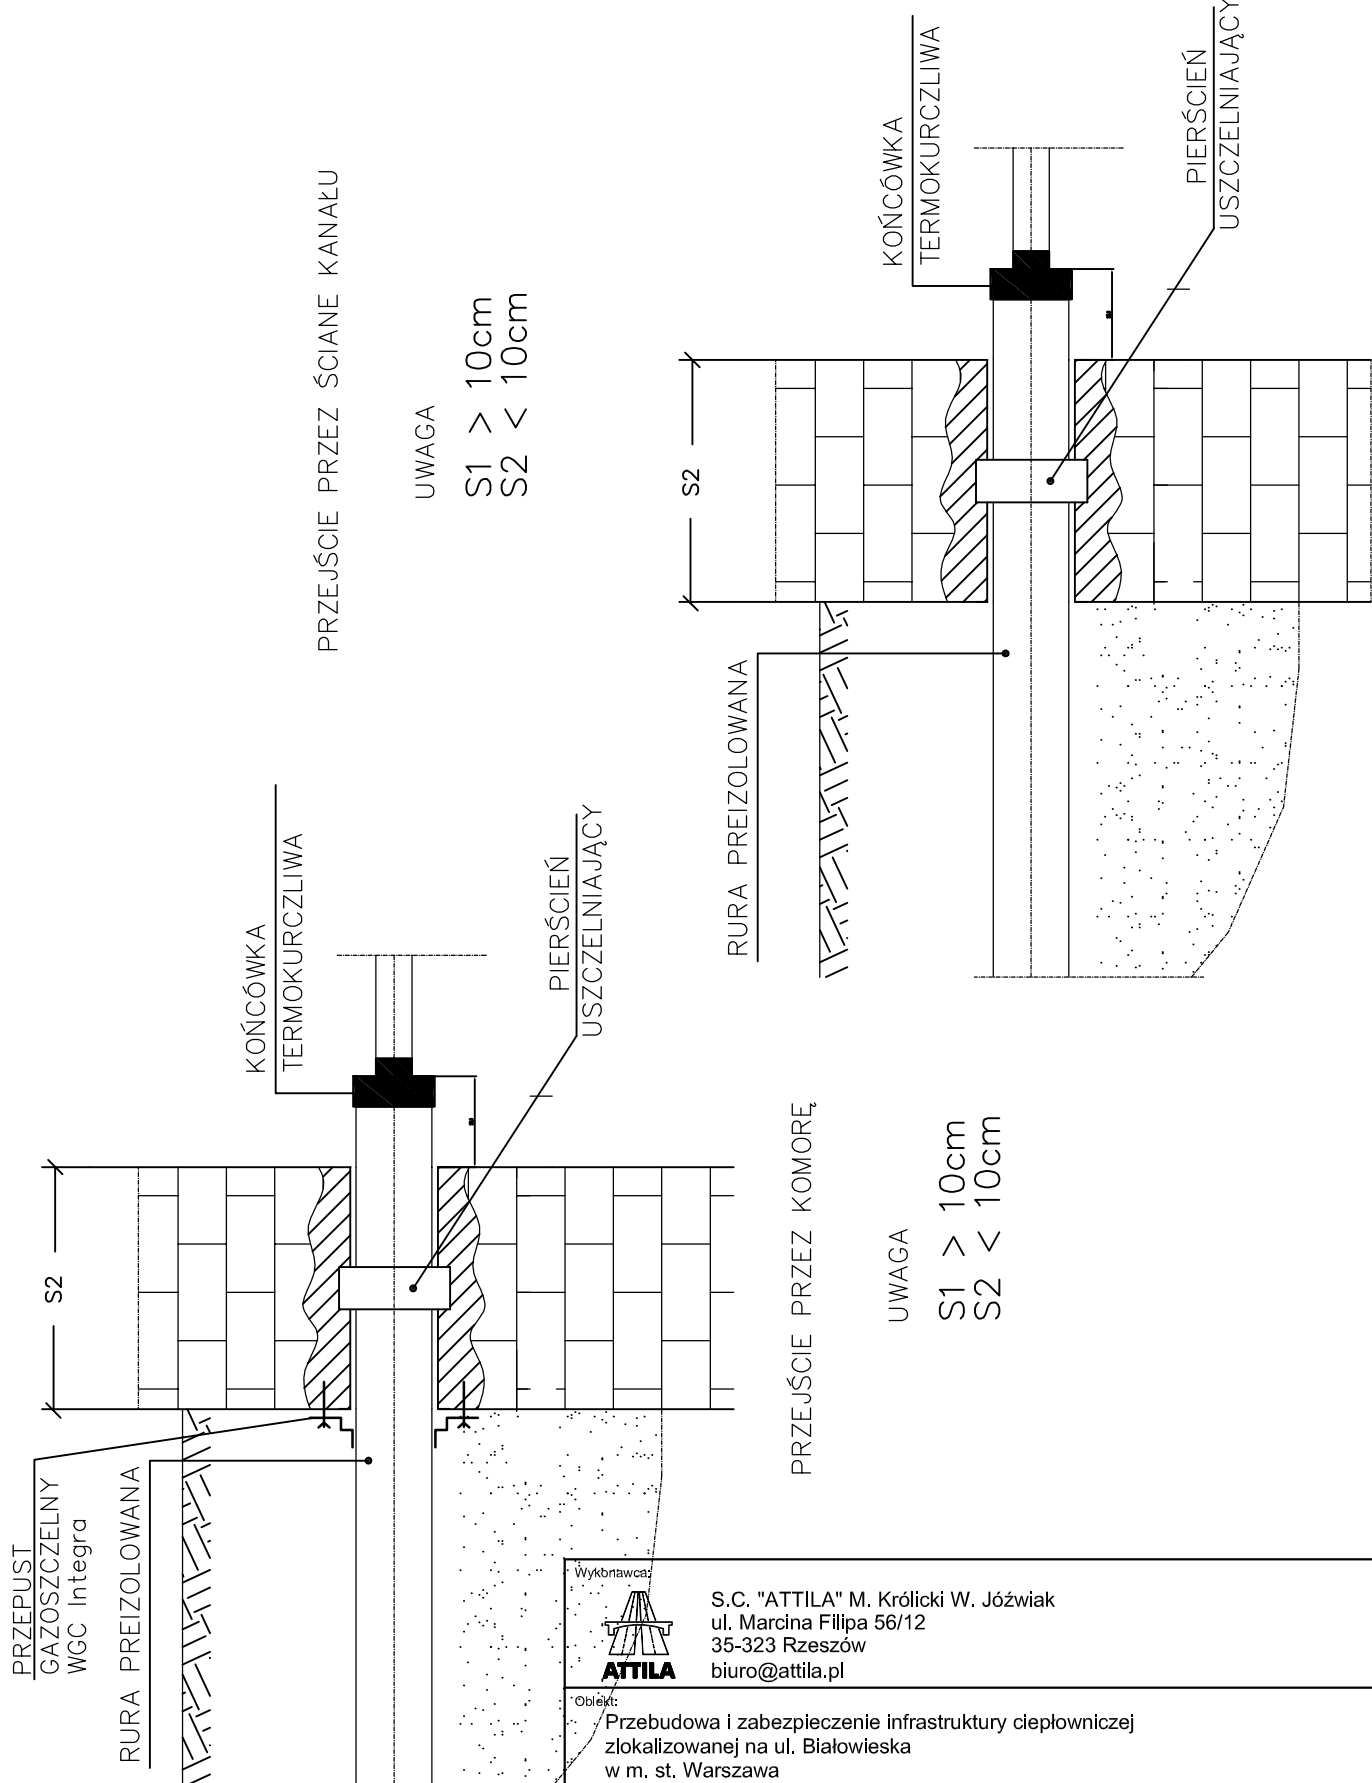 PRZEJŚCIE PRZEZ ŚCIANE KANAŁU
UWAGA
S1 > 10cm
S2 < 10cm
KOŃCÓWKA
TERMOKURCZLIWA
PIERŚCIEŃ
USZCZELNIAJĄCY
S2
RURA PREIZOLOWANA
KOŃCÓWKA
TERMOKURCZLIWA
PIERŚCIEŃ
USZCZELNIAJĄCY
S2
PRZEPUST
GAZOSZCZELNY
WGC Integra
RURA PREIZOLOWANA
PRZEJŚCIE PRZEZ KOMORĘ
UWAGA
S1 > 10cm
S2 < 10cm
Wykonawca:
ATTILA
S.C. "ATTILA" M. Królicki W. Jóźwiak
ul. Marcina Filipa 56/12
35-323 Rzeszów
biuro@attila.pl
Obiekt:
Przebudowa i zabezpieczenie infrastruktury ciepłowniczej
zlokalizowanej na ul. Białowieska
w m. st. Warszawa